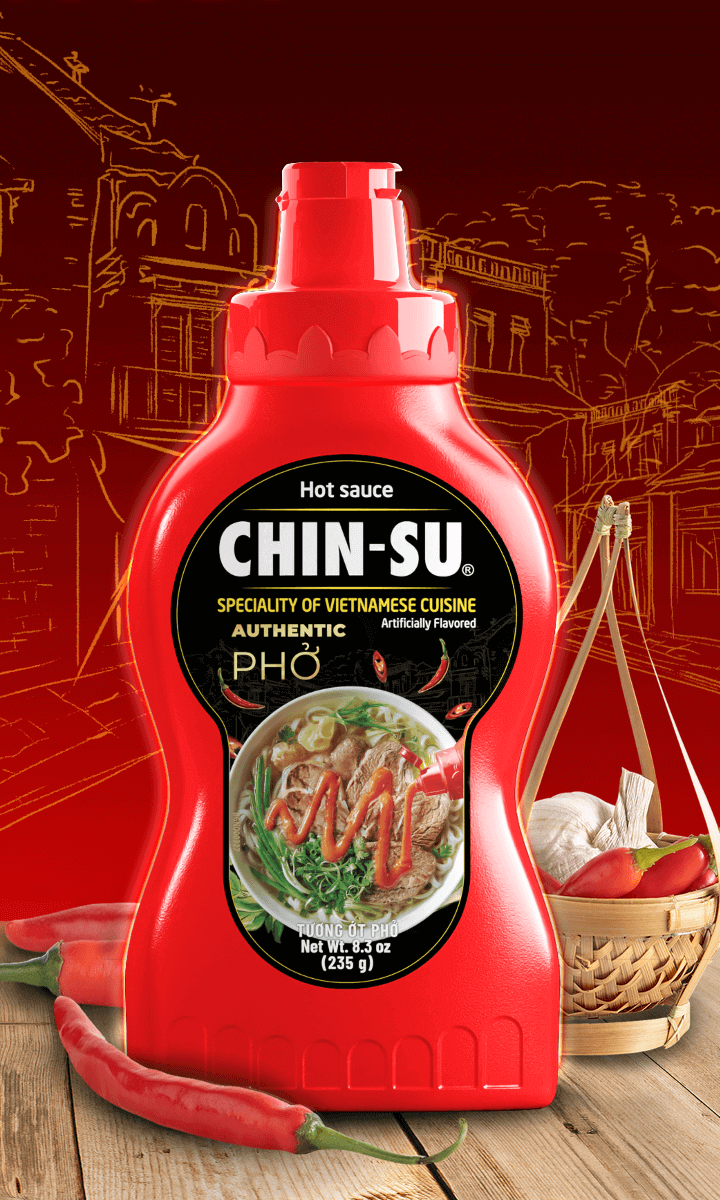 Hot sauce
CHIN-SU®
SPECIALITY OF VIETNAMESE CUISINE
Artificially Flavored
AUTHENTIC
PHỞ
TƯƠNG ỚT PHỞ
Net Wt. 8.3 oz
(235 g)